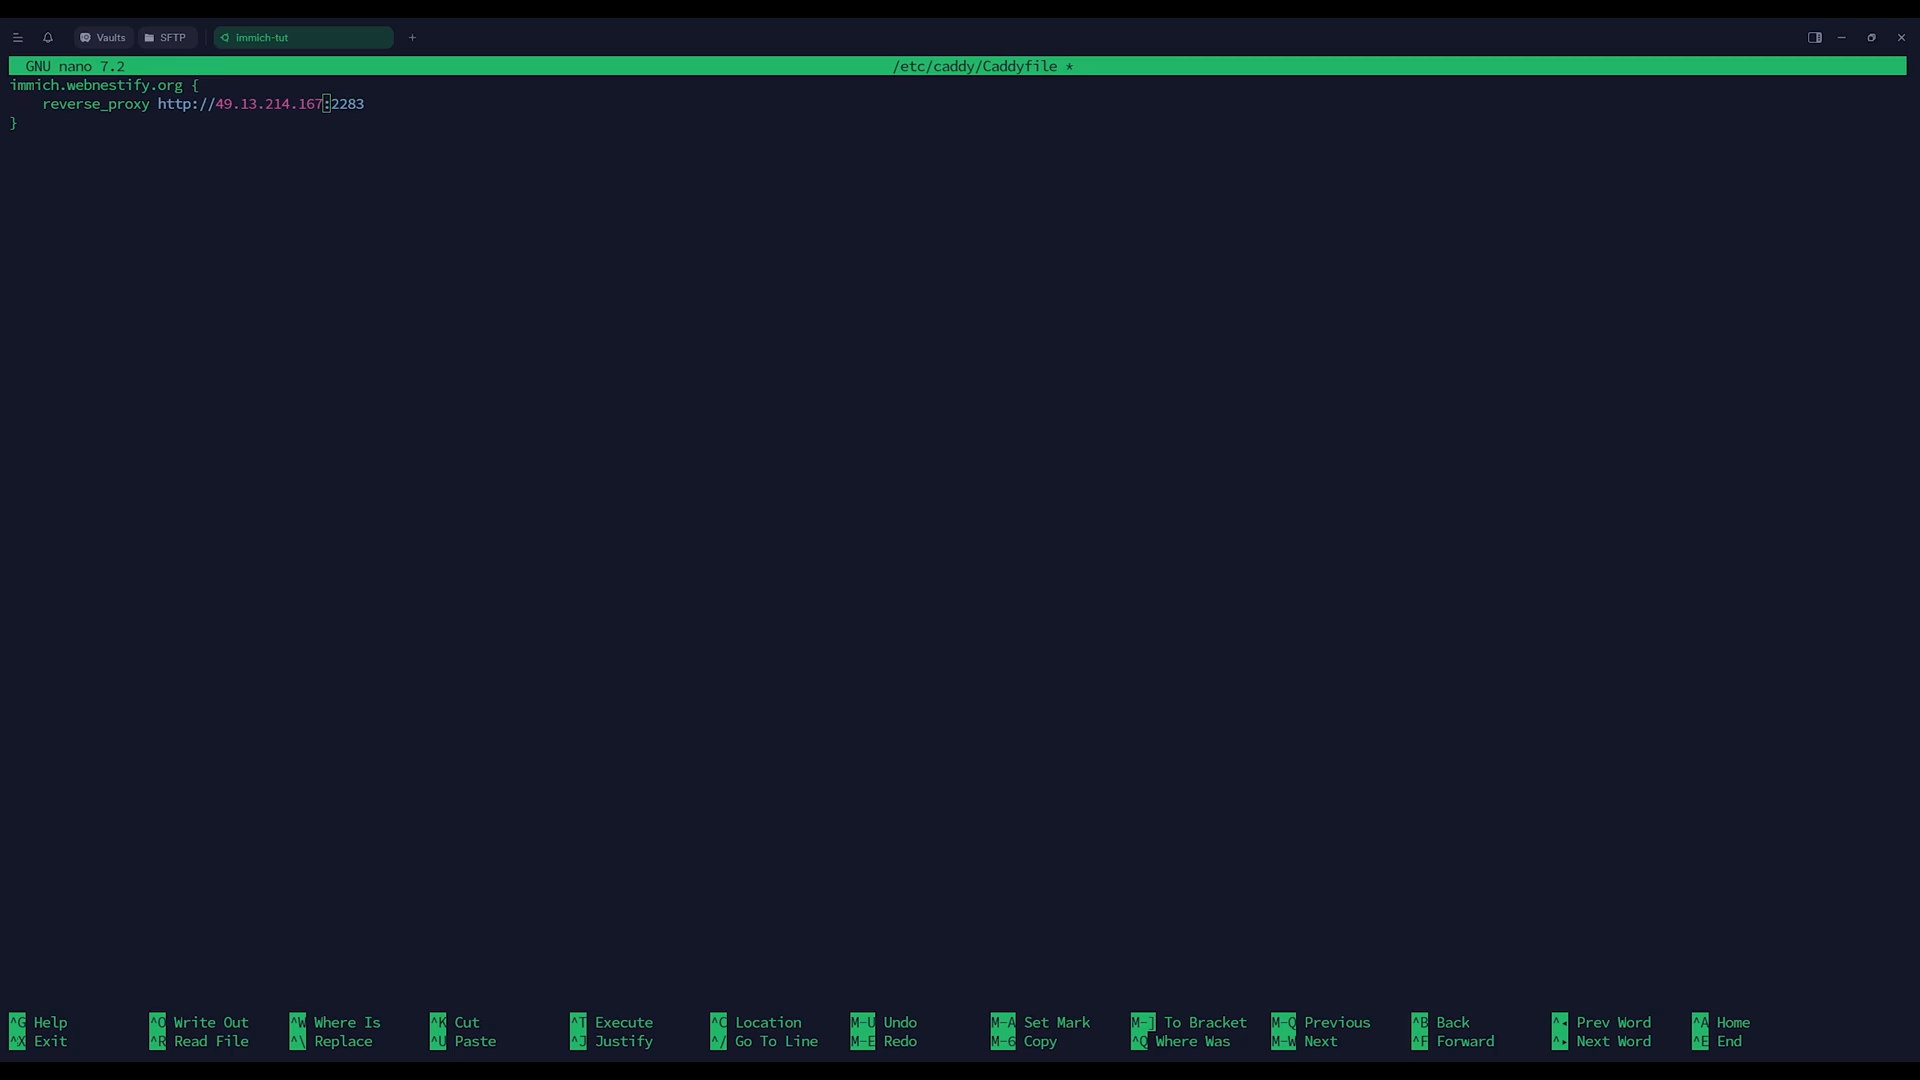 Vaults SFTP Immich-tut +
GNU nano 7.2 /etc/caddy/Caddyfile *
immich.webnestify.org {
reverse_proxy http://49.13.214.167:2283
}
^G Help ^O Write Out ^W Where Is ^K Cut ^T Execute ^C Location M-U Undo M-A Set Mark M-] To Bracket M-Q Previous ^B Back ^◂ Prev Word ^A Home
^X Exit ^R Read File ^\ Replace ^U Paste ^J Justify ^/ Go To Line M-E Redo M-6 Copy ^Q Where Was M-W Next ^F Forward ^▸ Next Word ^E End